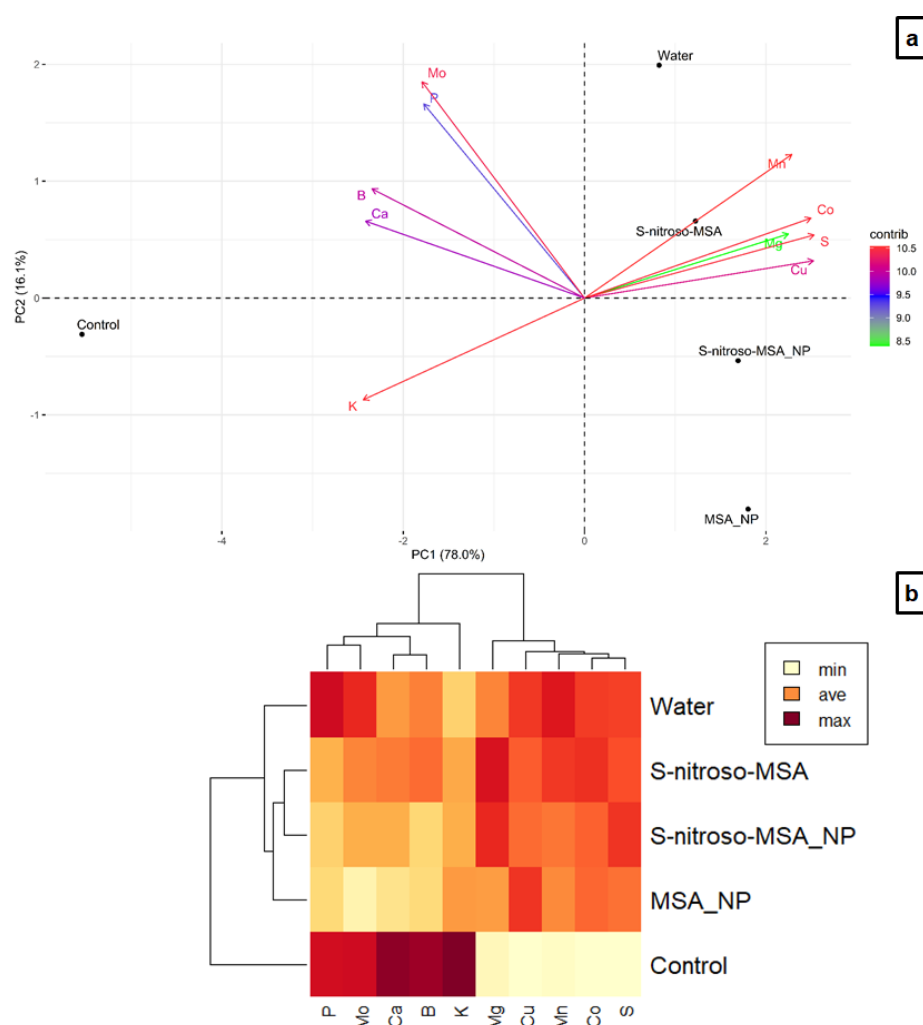 a
Water
Mo
P
2
Mn
1
B
Ca
Co
S-nitroso-MSA
Mg
S
Cu
contrib
10.5
10.0
9.5
9.0
8.5
PC2 (16.1%)
0
Control
S-nitroso-MSA_NP
K
-1
MSA_NP
-4
-2
0
2
PC1 (78.0%)
b
min
ave
max
Water
S-nitroso-MSA
S-nitroso-MSA_NP
MSA_NP
Control
P Mo Ca B K Mg Cu Mn Co S